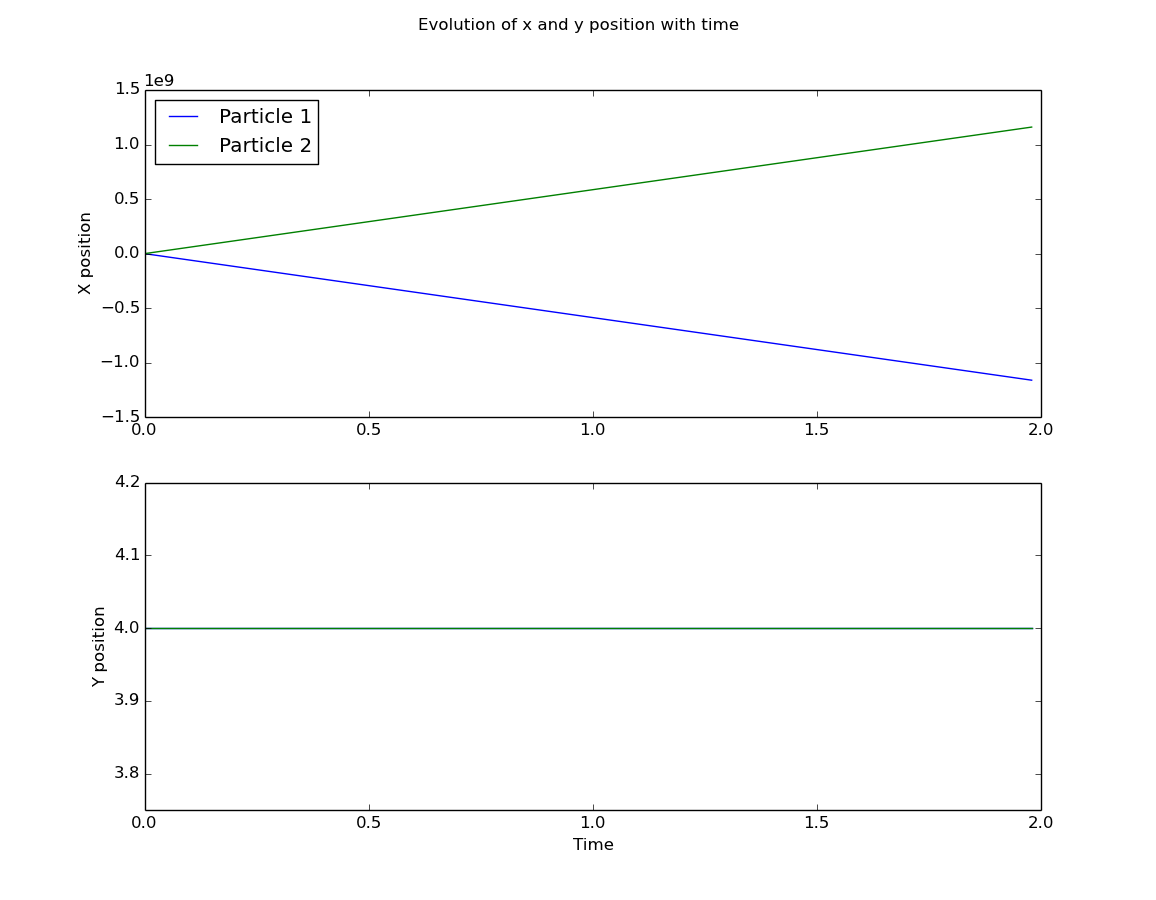 Evolution of x and y position with time
1e9
1.5
1.0
0.5
0.0
−0.5
−1.0
−1.5
X position
Particle 1
Particle 2
0.0 0.5 1.0 1.5 2.0
4.2
4.1
4.0
3.9
3.8
Y position
0.0 0.5 1.0 1.5 2.0
Time